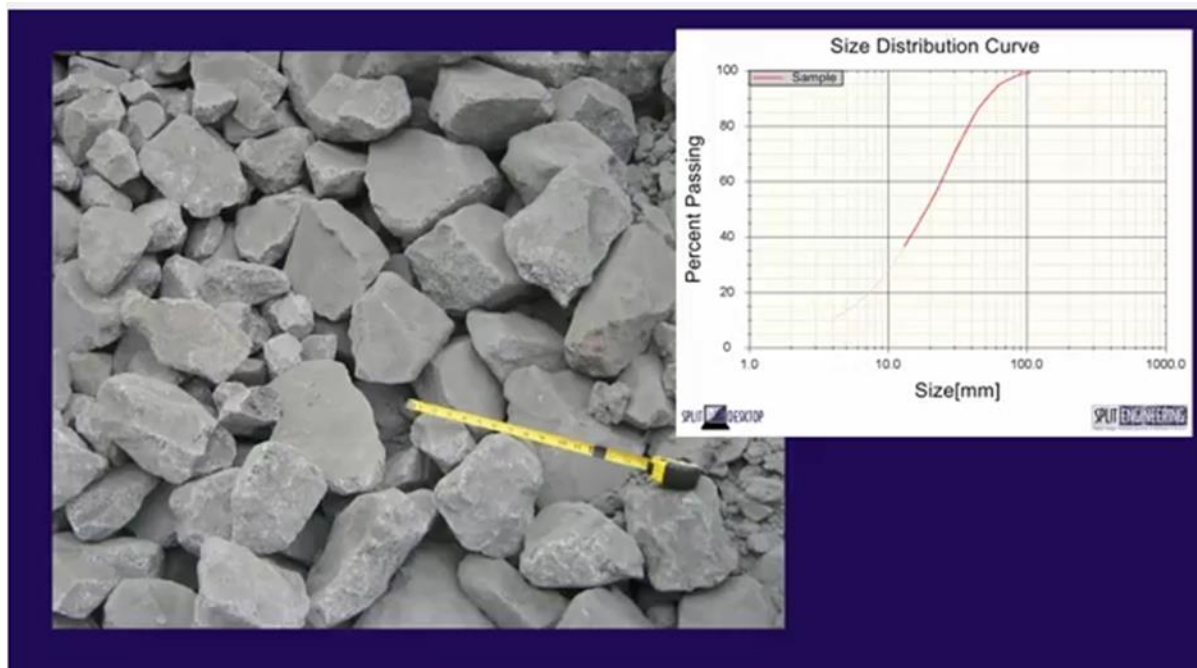 Size Distribution Curve
Sample
Percent Passing
100
80
60
40
20
0
1.0
10.0
100.0
1000.0
Size[mm]
SPLIT DESKTOP
SPLIT ENGINEERING